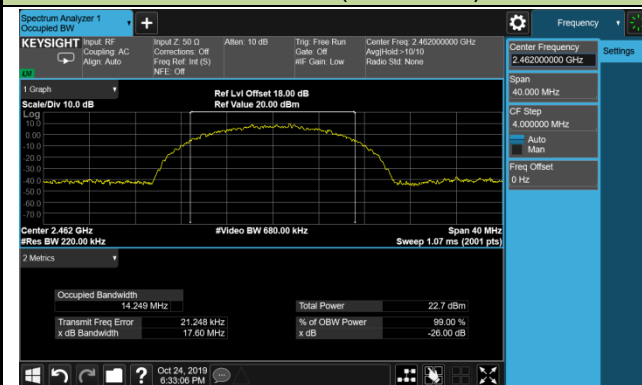 Spectrum Analyzer 1
Occupied BW
Frequency
KEYSIGHT
Input: RF
Coupling: AC
Align: Auto
Input Z: 50 Ω
Corrections: Off
Freq Ref: Int (S)
NFE: Off
Atten: 10 dB
Trig: Free Run
Gate: Off
#IF Gain: Low
Center Freq: 2.462000000 GHz
Avg|Hold:>10/10
Radio Std: None
Center Frequency
2.462000000 GHz
Settings
Span
40.000 MHz
CF Step
4.000000 MHz
Auto
Man
Freq Offset
0 Hz
1 Graph
Scale/Div 10.0 dB
Ref Lvl Offset 18.00 dB
Ref Value 20.00 dBm
Log
10.0
0.00
-10.0
-20.0
-30.0
-40.0
-50.0
-60.0
-70.0
Center 2.462 GHz
#Res BW 220.00 kHz
#Video BW 680.00 kHz
Span 40 MHz
Sweep 1.07 ms (2001 pts)
2 Metrics
Occupied Bandwidth
14.249 MHz
Total Power 22.7 dBm
Transmit Freq Error 21.248 kHz
% of OBW Power 99.00 %
x dB Bandwidth 17.60 MHz
x dB -26.00 dB
Oct 24, 2019
6:33:06 PM